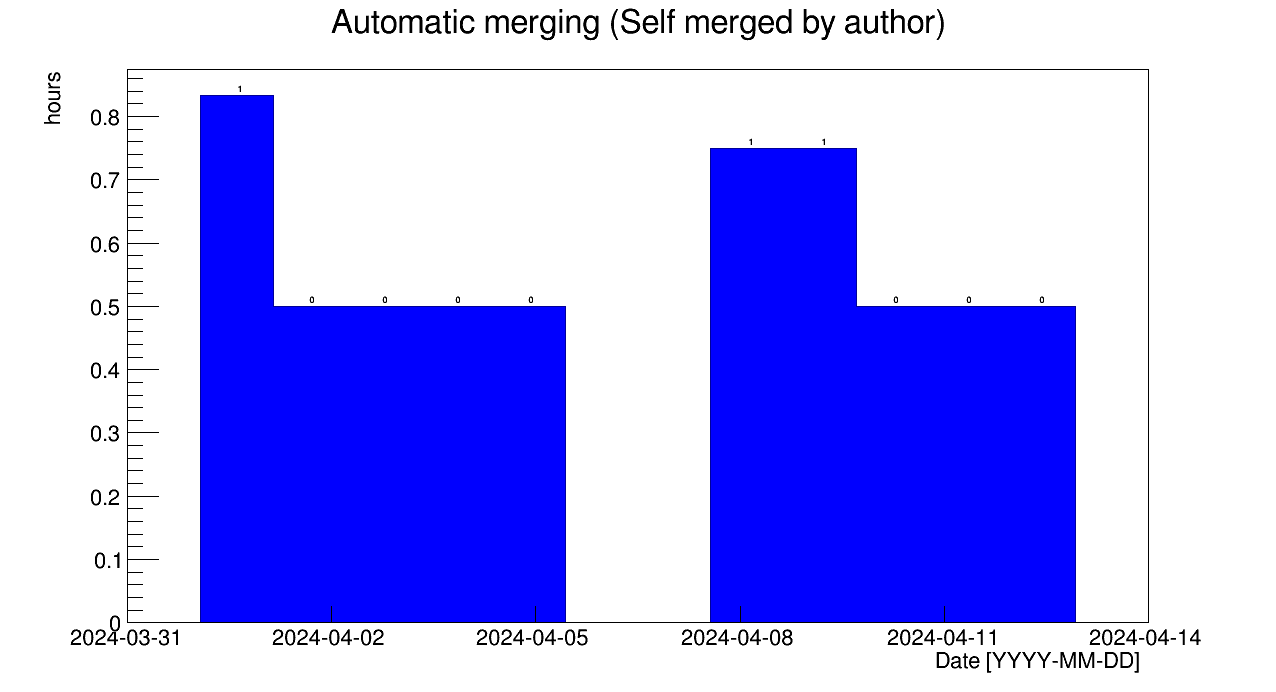 Automatic merging (Self merged by author)
hours
0.8
0.7
0.6
0.5
0.4
0.3
0.2
0.1
0
1
0 0 0 0
1 1
0 0 0
2024-03-31 2024-04-02 2024-04-05 2024-04-08 2024-04-11 2024-04-14
Date [YYYY-MM-DD]